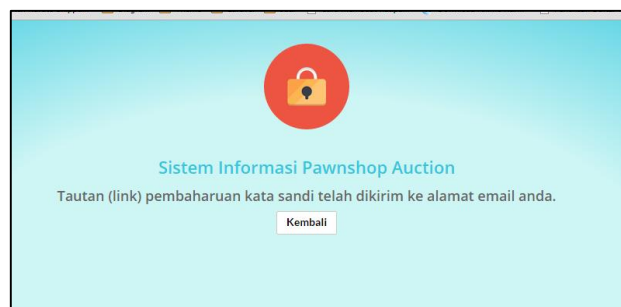 Sistem Informasi Pawnshop Auction
Tautan (link) pembaharuan kata sandi telah dikirim ke alamat email anda.
Kembali